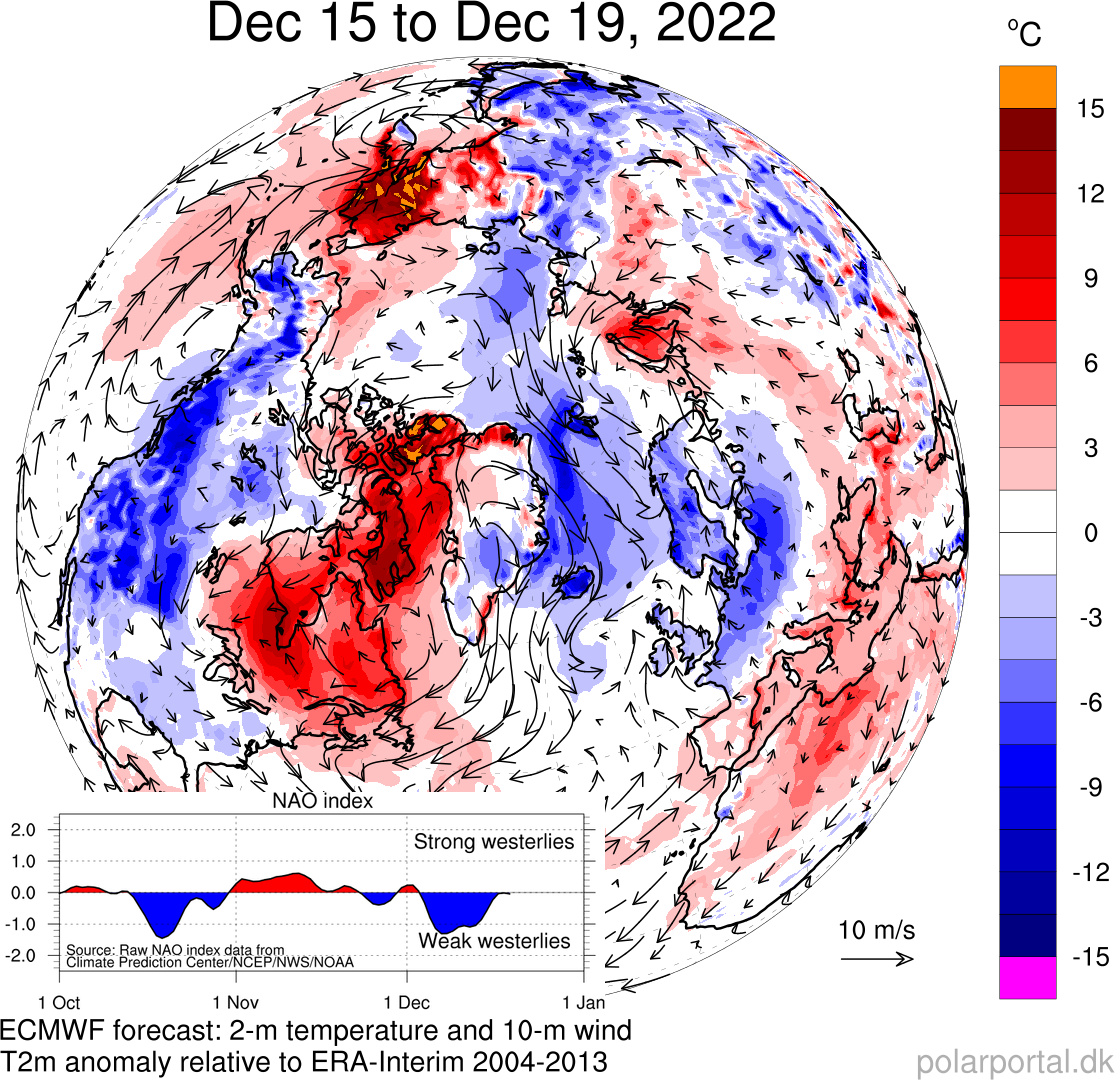 Dec 15 to Dec 19, 2022
oC
15
12
9
6
3
0
-3
-6
-9
-12
-15
NAO index
2.0
1.0
0.0
-1.0
-2.0
Strong westerlies
Weak westerlies
Source: Raw NAO index data from
Climate Prediction Center/NCEP/NWS/NOAA
1 Oct
1 Nov
1 Dec
1 Jan
10 m/s
ECMWF forecast: 2-m temperature and 10-m wind
T2m anomaly relative to ERA-Interim 2004-2013
polarportal.dk